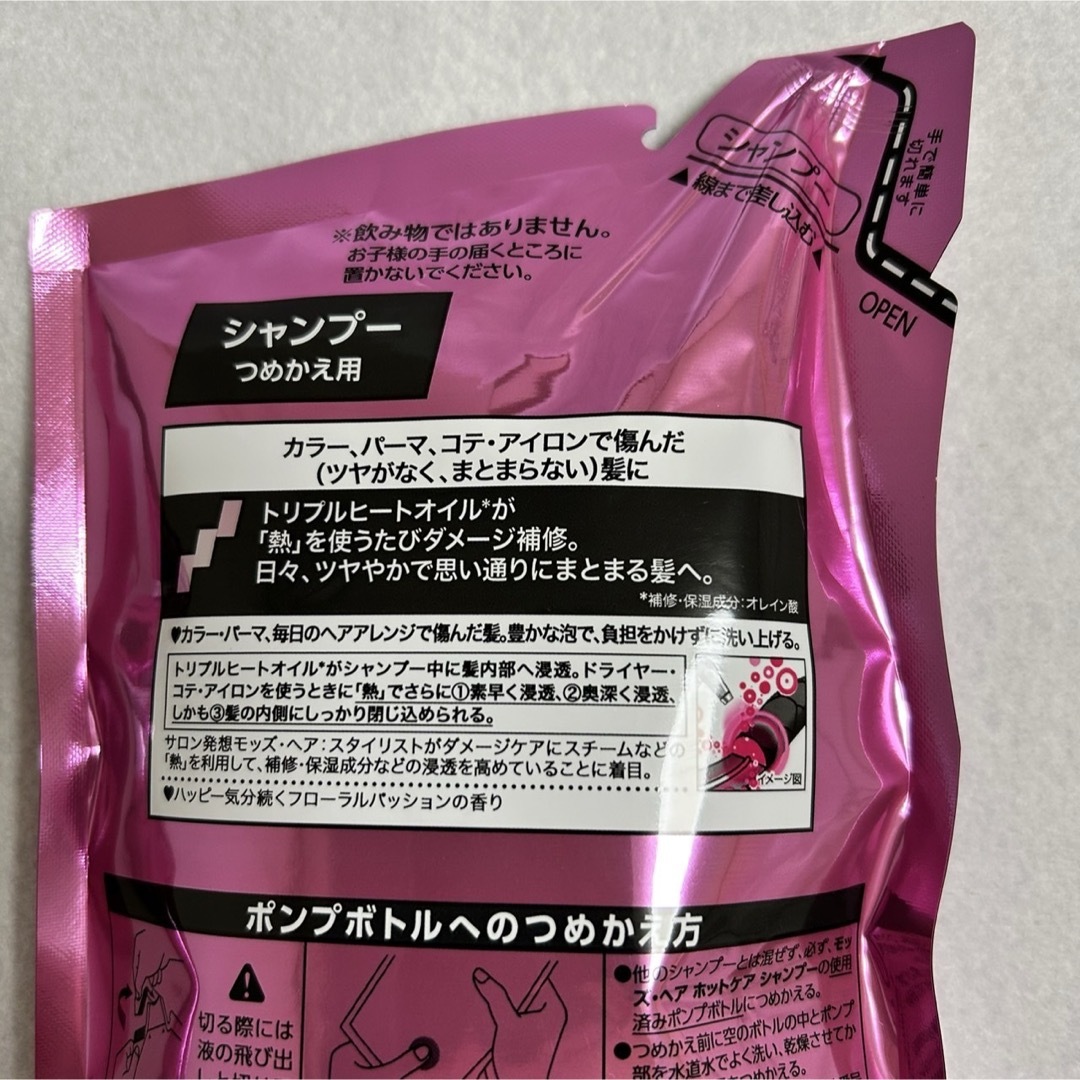 シャンプー
▲線まで差し込む▼
手で簡単に
切れます
OPEN
※飲み物ではありません。
お子様の手の届くところに
置かないでください。
シャンプー
つめかえ用
カラー、パーマ、コテ・アイロンで傷んだ
(ツヤがなく、まとまらない)髪に
トリプルヒートオイル*が
「熱」を使うたびダメージ補修。
日々、ツヤやかで思い通りにまとまる髪へ。
*補修・保湿成分:オレイン酸
♥カラー・パーマ、毎日のヘアアレンジで傷んだ髪。豊かな泡で、負担をかけずに洗い上げる。
トリプルヒートオイル*がシャンプー中に髪内部へ浸透。ドライヤー・
コテ・アイロンを使うときに「熱」でさらに①素早く浸透、②奥深く浸透、
しかも③髪の内側にしっかり閉じ込められる。
イメージ図
サロン発想モッズ・ヘア:スタイリストがダメージケアにスチームなどの
「熱」を利用して、補修・保湿成分などの浸透を高めていることに着目。
♥ハッピー気分続くフローラルパッションの香り
ポンプボトルへのつめかえ方
切る際には
液の飛び出
●他のシャンプーとは混ぜず、必ず、モッ
ズ・ヘア ホットケア シャンプーの使用
済みポンプボトルにつめかえる。
●つめかえ前に空のボトルの中とポンプ
部を水道水でよく洗い、乾燥させてか